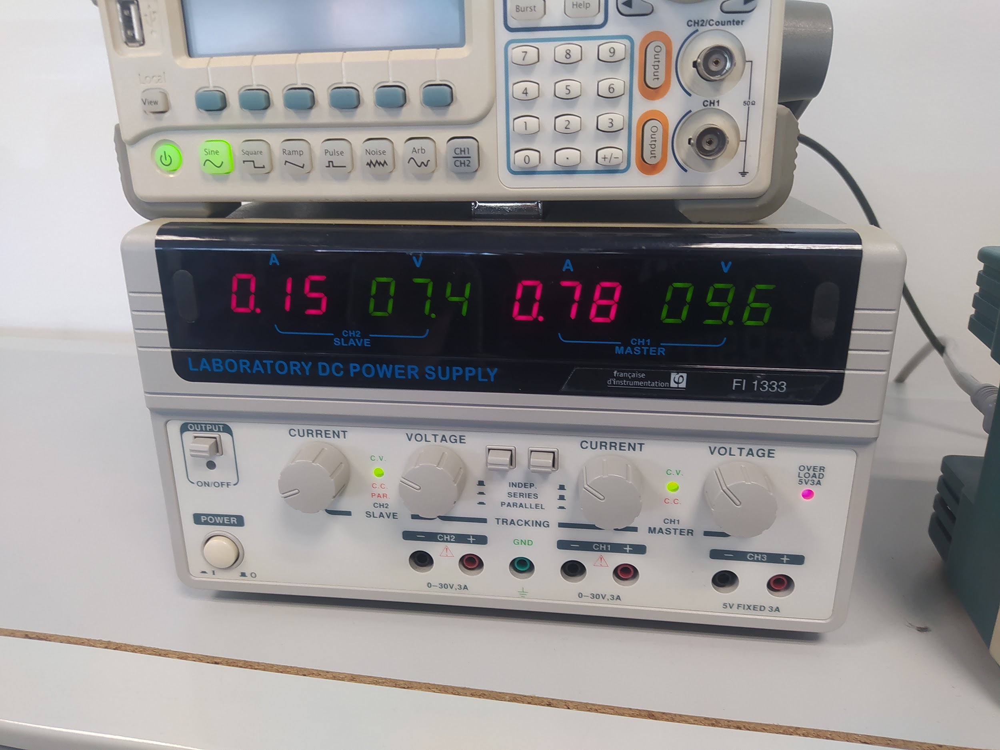 Burst
Help
CH2/Counter
7
8
9
Output
4
5
6
Local
View
CH1
50Ω
1
2
3
Output
Sine
Square
Ramp
Pulse
Noise
Arb
CH1
CH2
0
.
+/-
A
V
A
V
0.15
07.4
0.78
09.6
CH2
SLAVE
CH1
MASTER
LABORATORY DC POWER SUPPLY
française
d'instrumentation
FI 1333
OUTPUT
ON/OFF
CURRENT
C.V.
C.C.
PAR.
CH2
SLAVE
VOLTAGE
INDEP.
SERIES
PARALLEL
TRACKING
CURRENT
C.V.
C.C.
CH1
MASTER
VOLTAGE
OVER
LOAD
5V3A
POWER
I
O
− CH2 +
0–30V,3A
GND
− CH1 +
0–30V,3A
− CH3 +
5V FIXED 3A